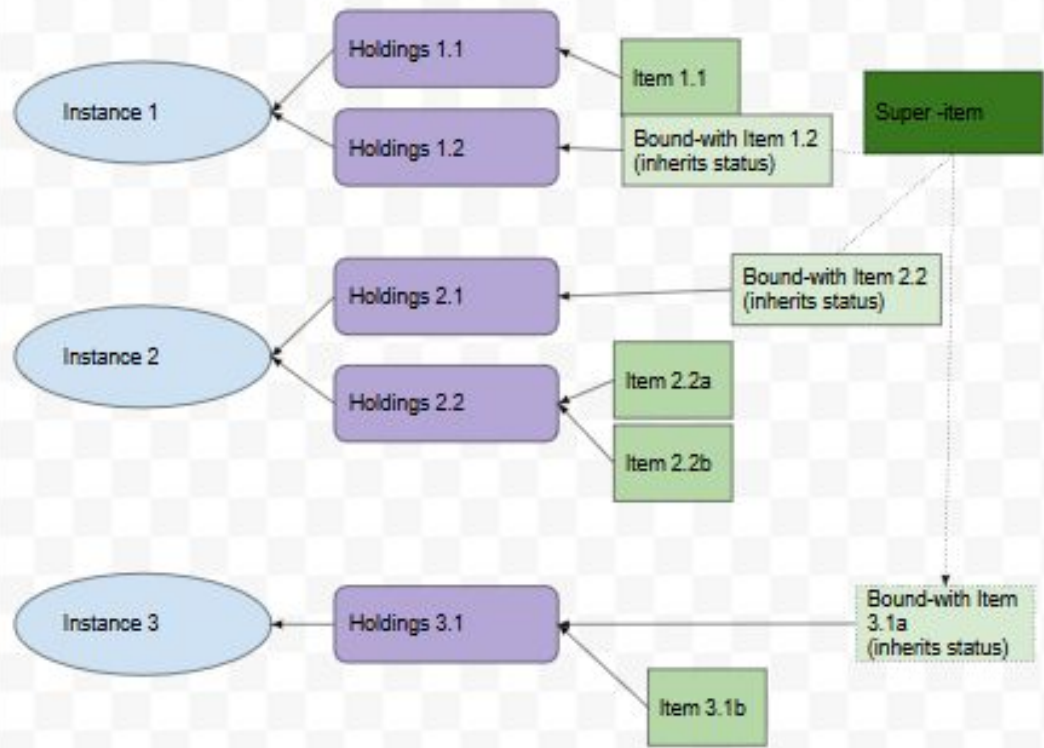 Holdings 1.1
Item 1.1
Instance 1
Super -item
Holdings 1.2
Bound-with Item 1.2
(inherits status)
Holdings 2.1
Bound-with Item 2.2
(inherits status)
Instance 2
Item 2.2a
Holdings 2.2
Item 2.2b
Instance 3
Holdings 3.1
Bound-with Item
3.1a
(inherits status)
Item 3.1b